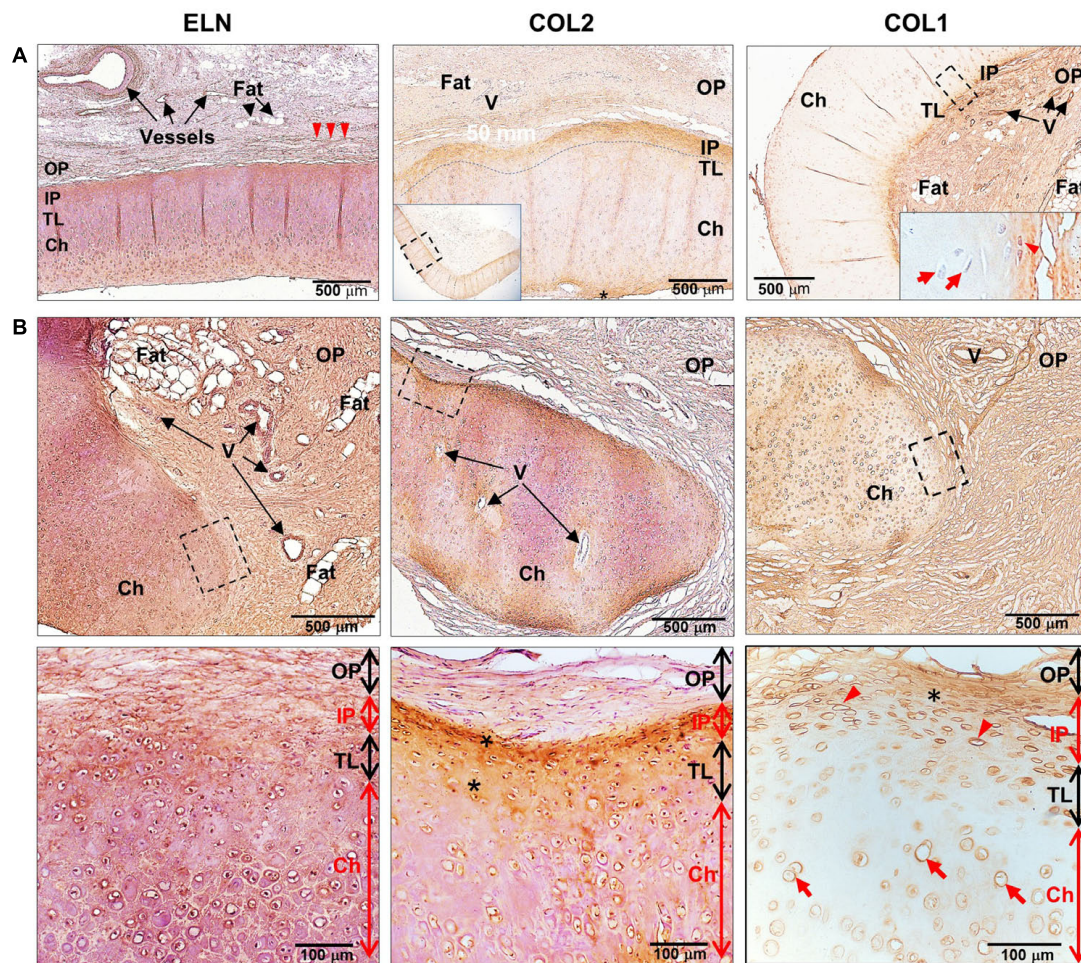 ELN COL2 COL1
A
Fat
Vessels
OP
IP
TL
Ch
500 µm
Fat
V
OP
50 mm
IP
TL
Ch
*
500 µm
Ch
IP
OP
TL
V
Fat
Fat
500 µm
B
Fat
OP
Fat
V
Ch
Fat
500 µm
OP
V
Ch
500 µm
V
OP
Ch
500 µm
OP
IP
TL
Ch
100 µm
OP
IP
*
TL
*
Ch
100 µm
OP
*
IP
TL
Ch
100 µm